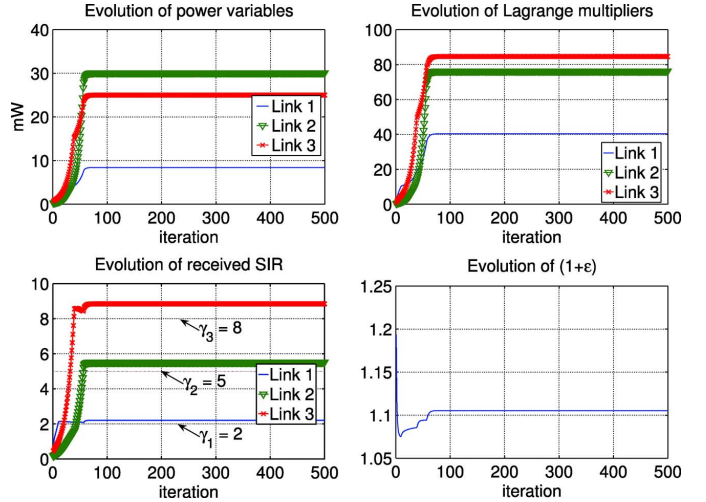 Evolution of power variables
mW
40
30
20
10
0
Link 1
Link 2
Link 3
0 100 200 300 400 500
iteration
Evolution of Lagrange multipliers
100
80
60
40
20
0
Link 1
Link 2
Link 3
0 100 200 300 400 500
iteration
Evolution of received SIR
10
8
6
4
2
0
γ3 = 8
γ2 = 5
γ1 = 2
Link 1
Link 2
Link 3
0 100 200 300 400 500
iteration
Evolution of (1+ε)
1.25
1.2
1.15
1.1
1.05
0 100 200 300 400 500
iteration